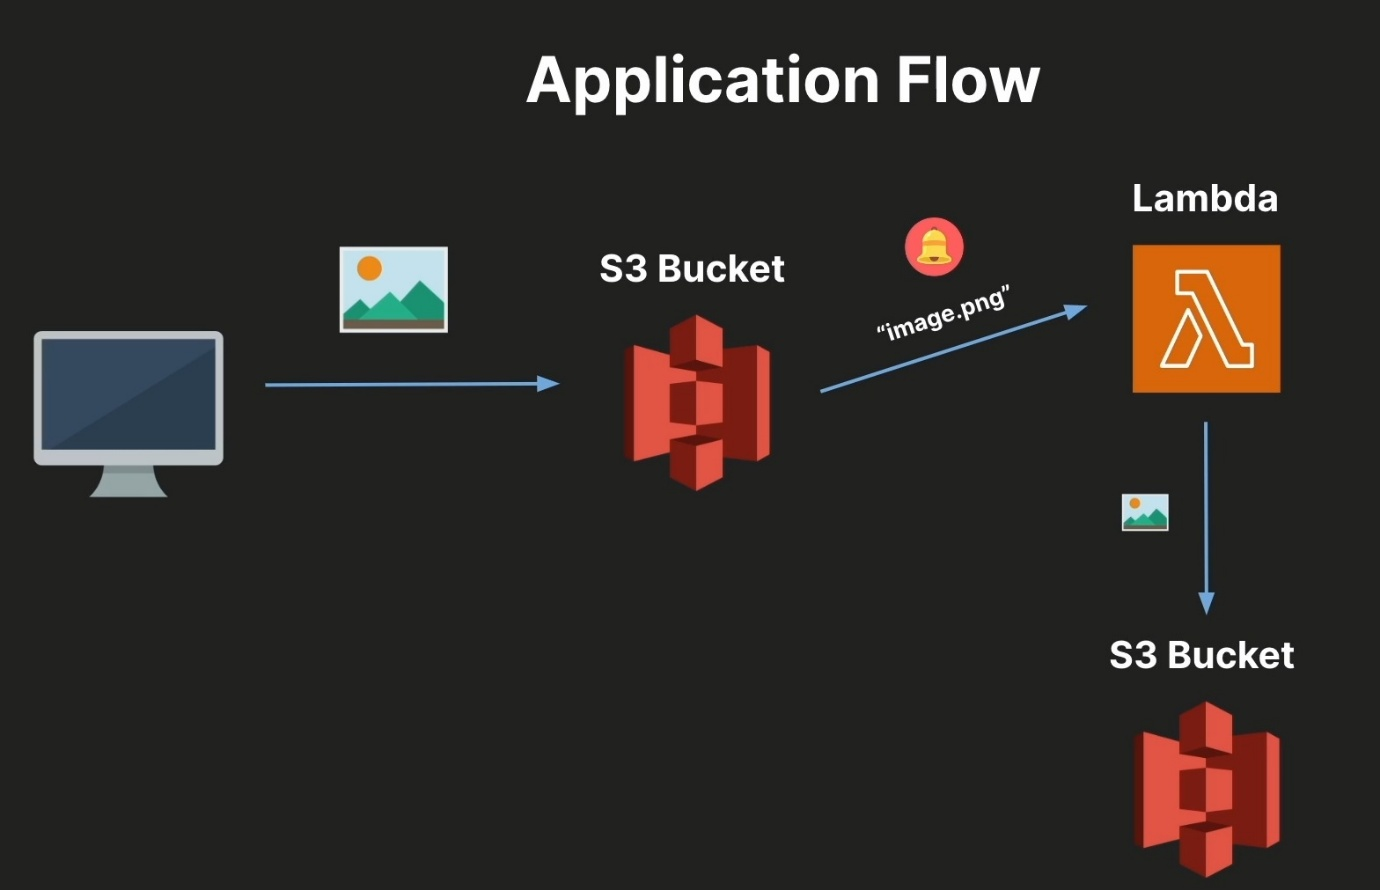 Application Flow
Lambda
S3 Bucket
“image.png”
S3 Bucket